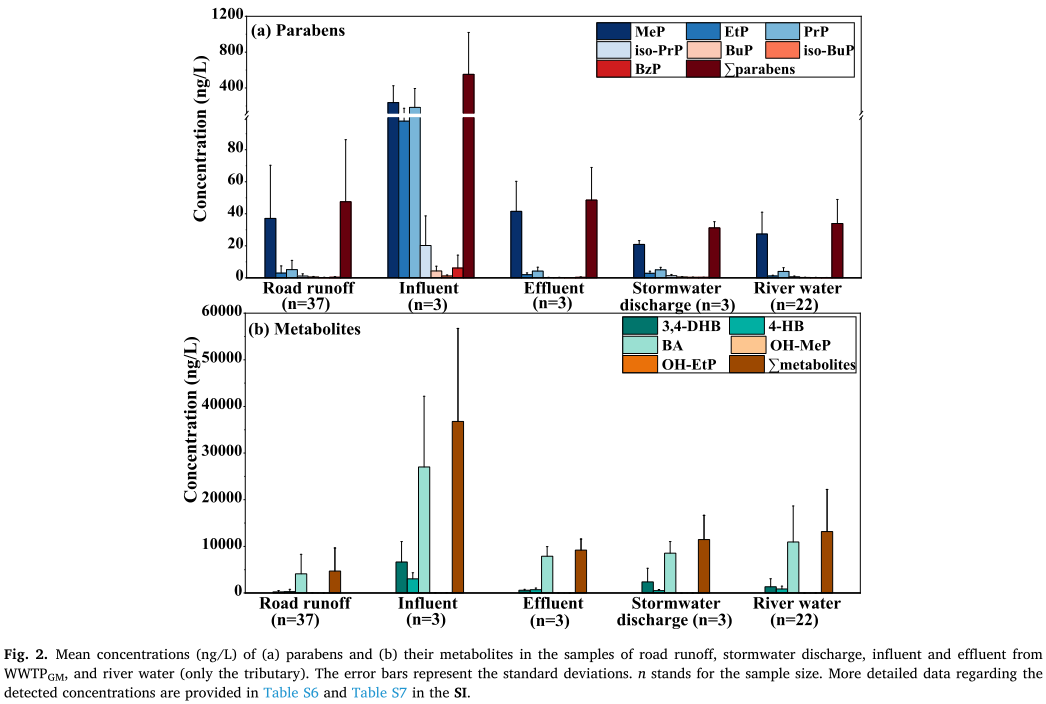 (a) Parabens
MeP EtP PrP
iso-PrP BuP iso-BuP
BzP ∑parabens
Concentration (ng/L)
1200
800
400
80
60
40
20
0
Road runoff Influent Effluent Stormwater River water
(n=37) (n=3) (n=3) discharge (n=3) (n=22)
(b) Metabolites
3,4-DHB 4-HB
BA OH-MeP
OH-EtP ∑metabolites
Concentration (ng/L)
60000
50000
40000
30000
20000
10000
0
Road runoff Influent Effluent Stormwater River water
(n=37) (n=3) (n=3) discharge (n=3) (n=22)
Fig. 2. Mean concentrations (ng/L) of (a) parabens and (b) their metabolites in the samples of road runoff, stormwater discharge, influent and effluent from
WWTPGM, and river water (only the tributary). The error bars represent the standard deviations. n stands for the sample size. More detailed data regarding the
detected concentrations are provided in Table S6 and Table S7 in the SI.